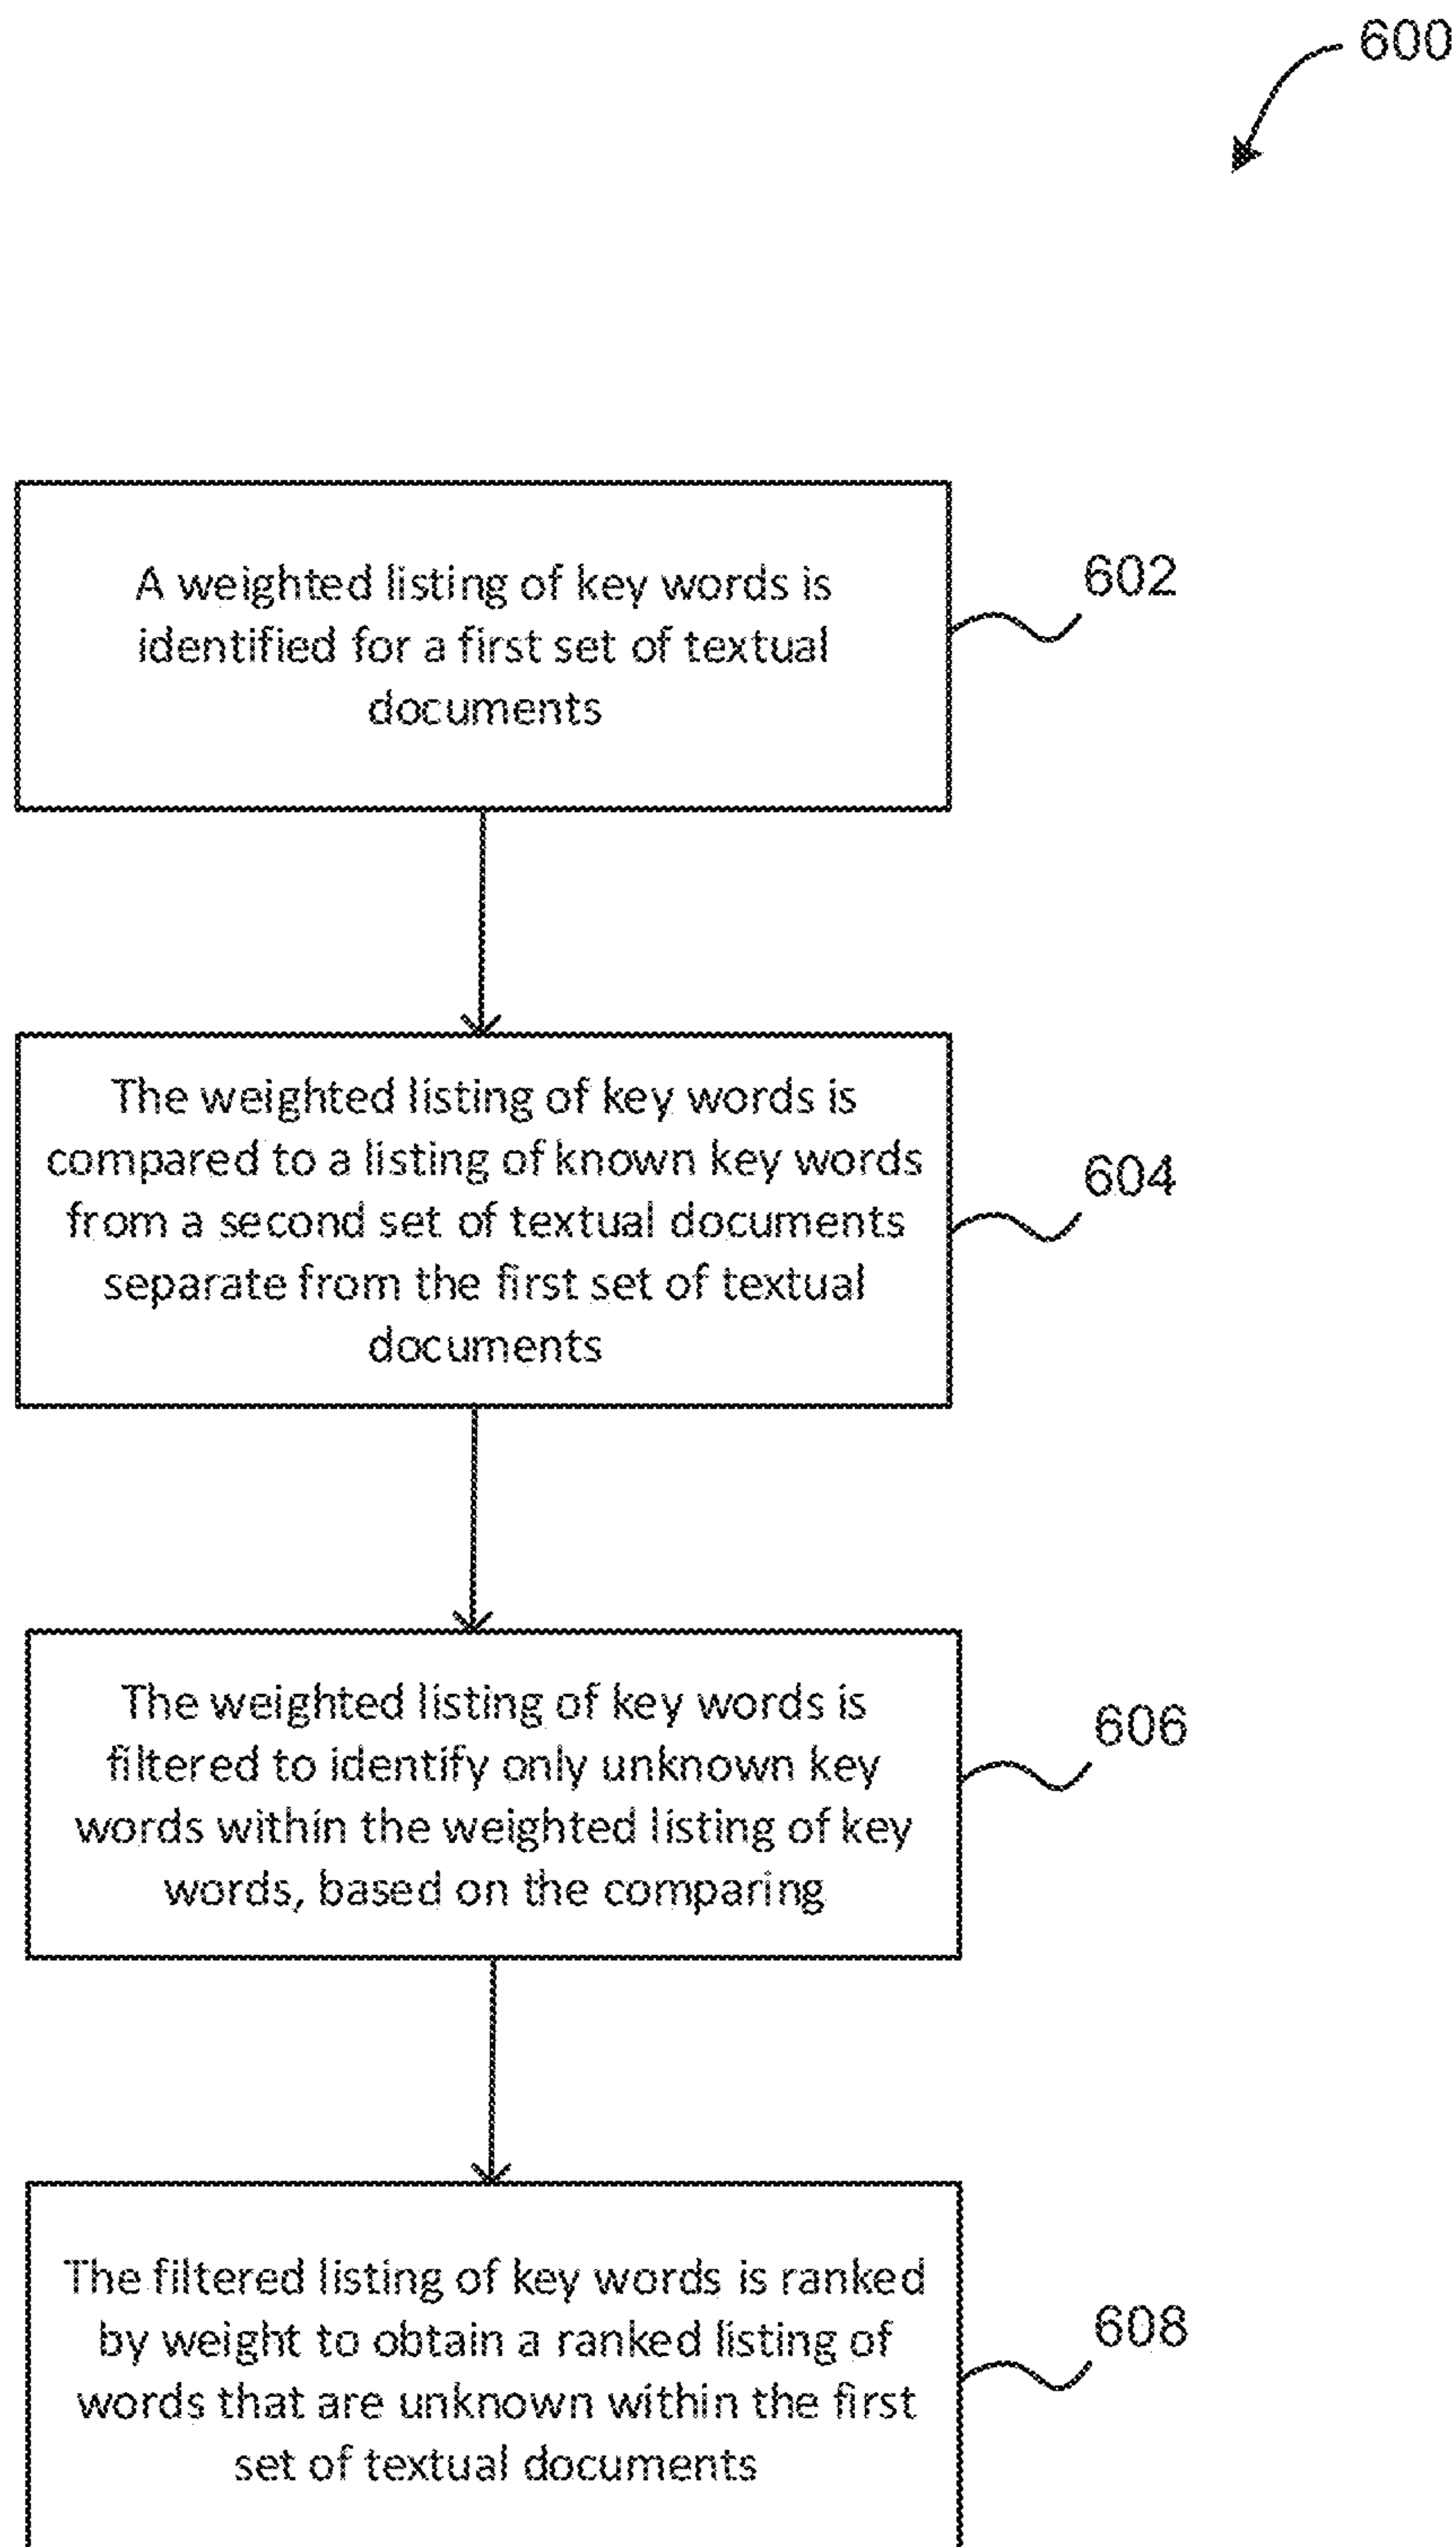 600
A weighted listing of key words is
identified for a first set of textual
documents
602
The weighted listing of key words is
compared to a listing of known key words
from a second set of textual documents
separate from the first set of textual
documents
604
The weighted listing of key words is
filtered to identify only unknown key
words within the weighted listing of key
words, based on the comparing
606
The filtered listing of key words is ranked
by weight to obtain a ranked listing of
words that are unknown within the first
set of textual documents
608